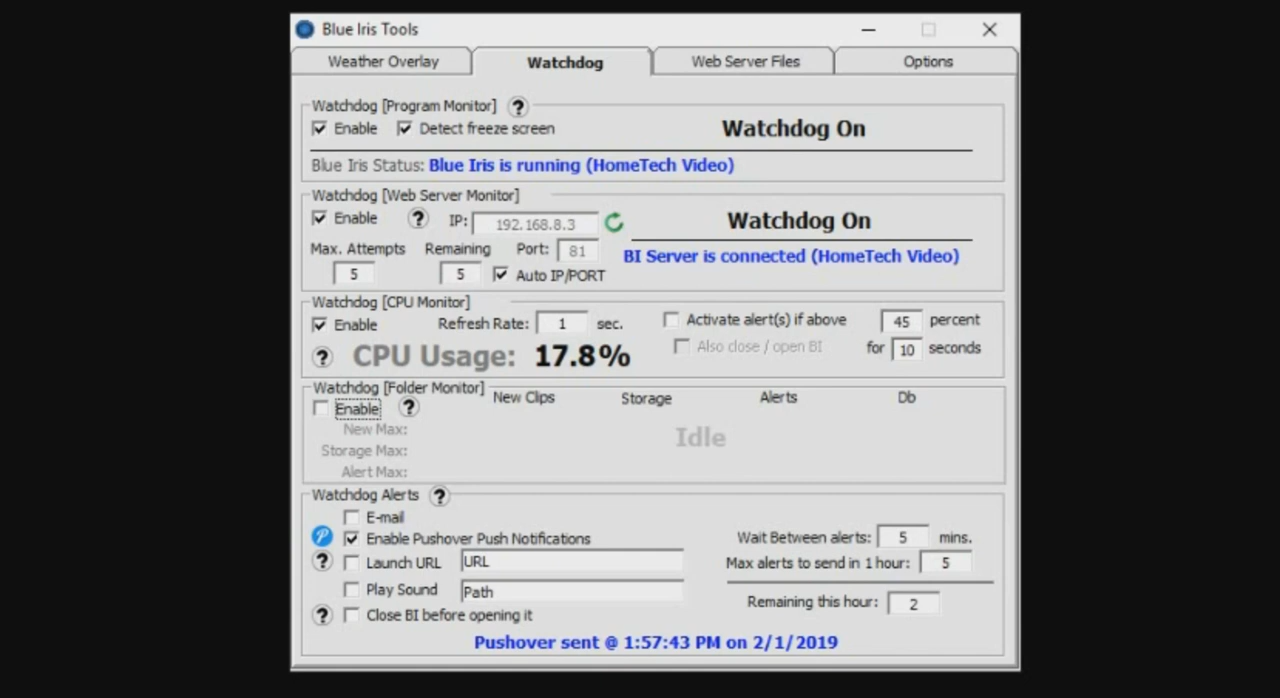 Blue Iris Tools
Weather Overlay Watchdog Web Server Files Options
Watchdog [Program Monitor] ?
Enable Detect freeze screen Watchdog On
Blue Iris Status: Blue Iris is running (HomeTech Video)
Watchdog [Web Server Monitor]
Enable ? IP: 192.168.8.3 Watchdog On
Max. Attempts Remaining Port: 81 BI Server is connected (HomeTech Video)
5 5 Auto IP/PORT
Watchdog [CPU Monitor]
Enable Refresh Rate: 1 sec. Activate alert(s) if above 45 percent
? CPU Usage: 17.8% Also close / open BI for 10 seconds
Watchdog [Folder Monitor] New Clips Storage Alerts Db
Enable ?
New Max:
Idle
Storage Max:
Alert Max:
Watchdog Alerts ?
E-mail
P Enable Pushover Push Notifications Wait Between alerts: 5 mins.
? Launch URL URL Max alerts to send in 1 hour: 5
Play Sound Path
Remaining this hour: 2
? Close BI before opening it
Pushover sent @ 1:57:43 PM on 2/1/2019